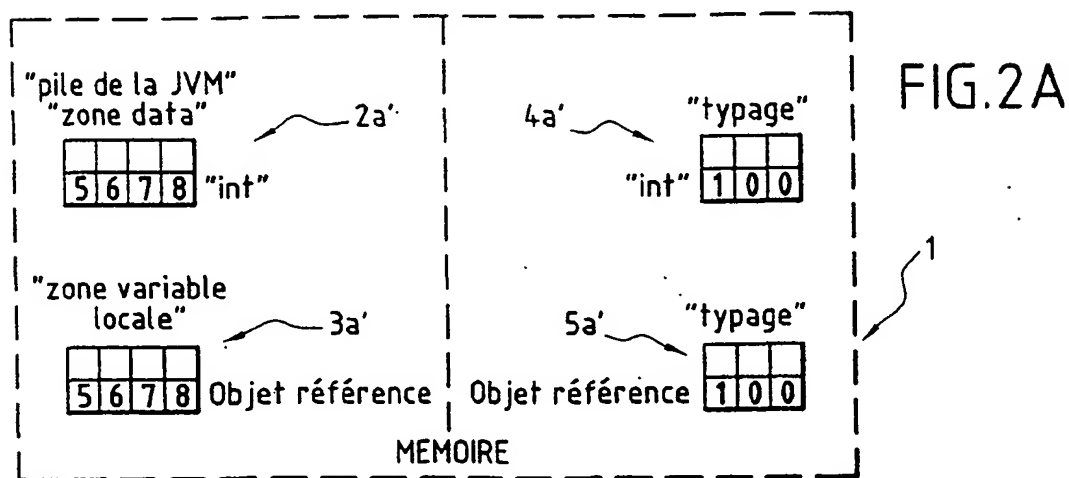 FIG.2A
"pile de la JVM"
"zone data"
2a'
5 6 7 8 "int"
4a'
"typage"
"int" 1 0 0
"zone variable
locale"
3a'
5 6 7 8 Objet référence
5a'
"typage"
Objet référence 1 0 0
1
MEMOIRE